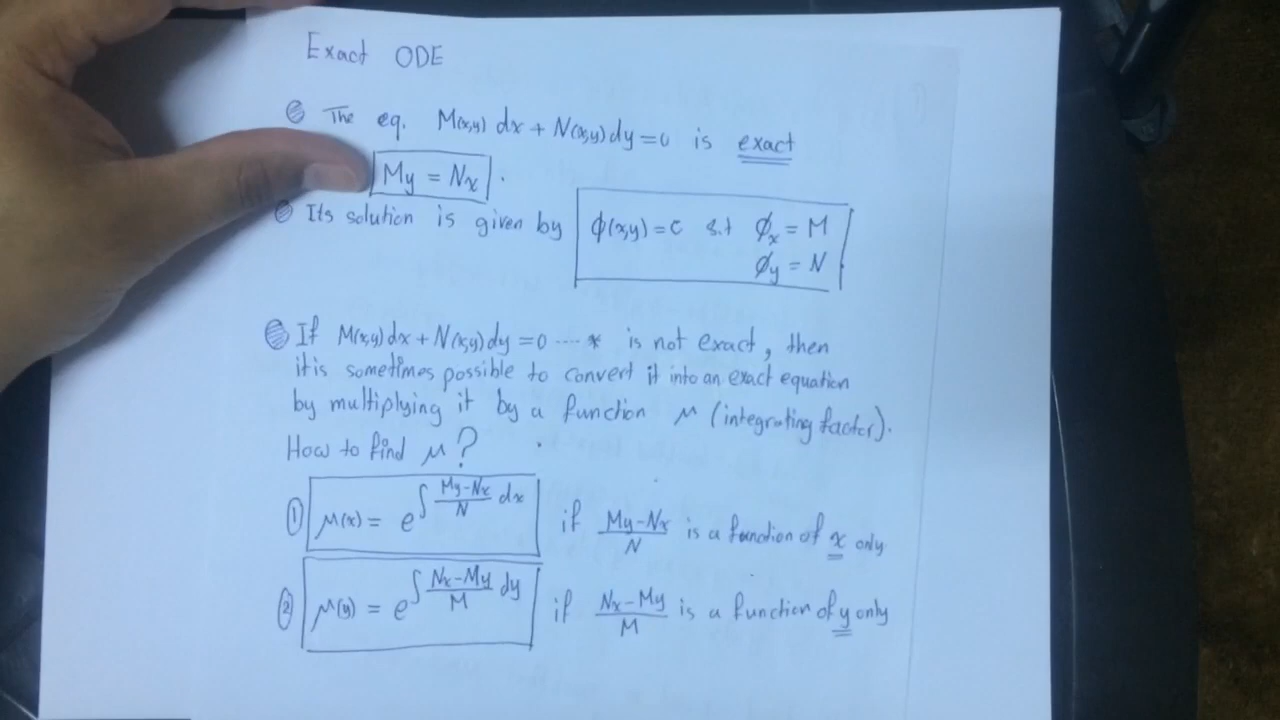 Exact ODE
The eq. M(x,y) dx + N(x,y) dy = 0 is exact
My = Nx .
Its solution is given by ϕ(x,y) = c s.t ϕx = M
ϕy = N
If M(x,y) dx + N(x,y) dy = 0 ---- * is not exact, then
it is sometimes possible to convert it into an exact equation
by multiplying it by a function μ (integrating factor).
How to find μ?
① μ(x) = e^∫ (My-Nx)/N dx if (My-Nx)/N is a function of x only
② μ(y) = e^∫ (Nx-My)/M dy if (Nx-My)/M is a function of y only